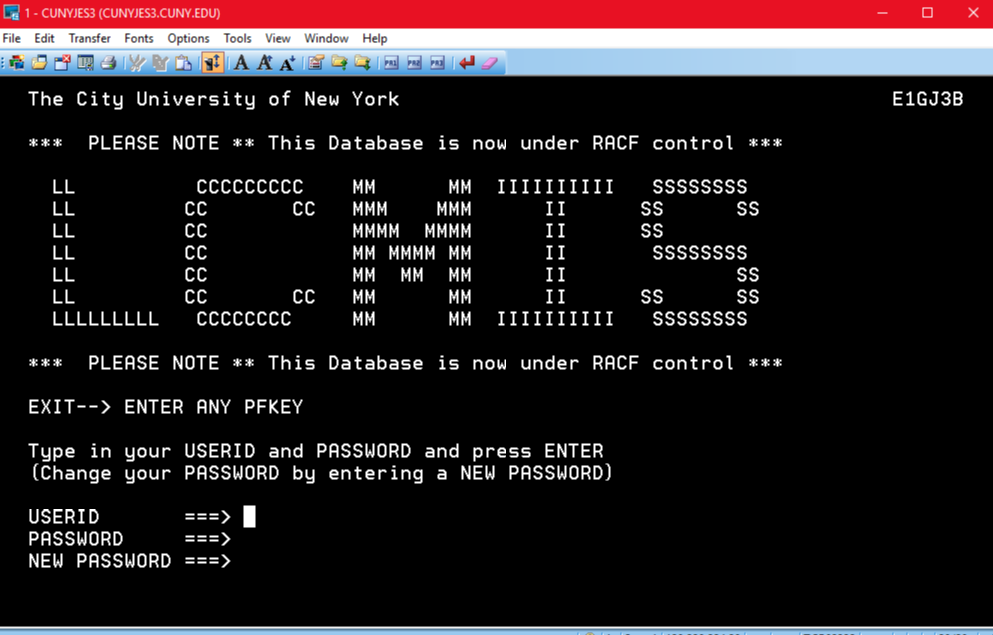 1 - CUNYJES3 (CUNYJES3.CUNY.EDU)
File Edit Transfer Fonts Options Tools View Window Help
PR1 PR2 PR3
The City University of New York E1GJ3B
*** PLEASE NOTE ** This Database is now under RACF control ***
LL CCCCCCCCC MM MM IIIIIIIIII SSSSSSSS
LL CC CC MMM MMM II SS SS
LL CC MMMM MMMM II SS
LL CC MM MMMM MM II SSSSSSSS
LL CC MM MM MM II SS
LL CC CC MM MM II SS SS
LLLLLLLLL CCCCCCCC MM MM IIIIIIIIII SSSSSSSS
*** PLEASE NOTE ** This Database is now under RACF control ***
EXIT--> ENTER ANY PFKEY
Type in your USERID and PASSWORD and press ENTER
(Change your PASSWORD by entering a NEW PASSWORD)
USERID ===>
PASSWORD ===>
NEW PASSWORD ===>